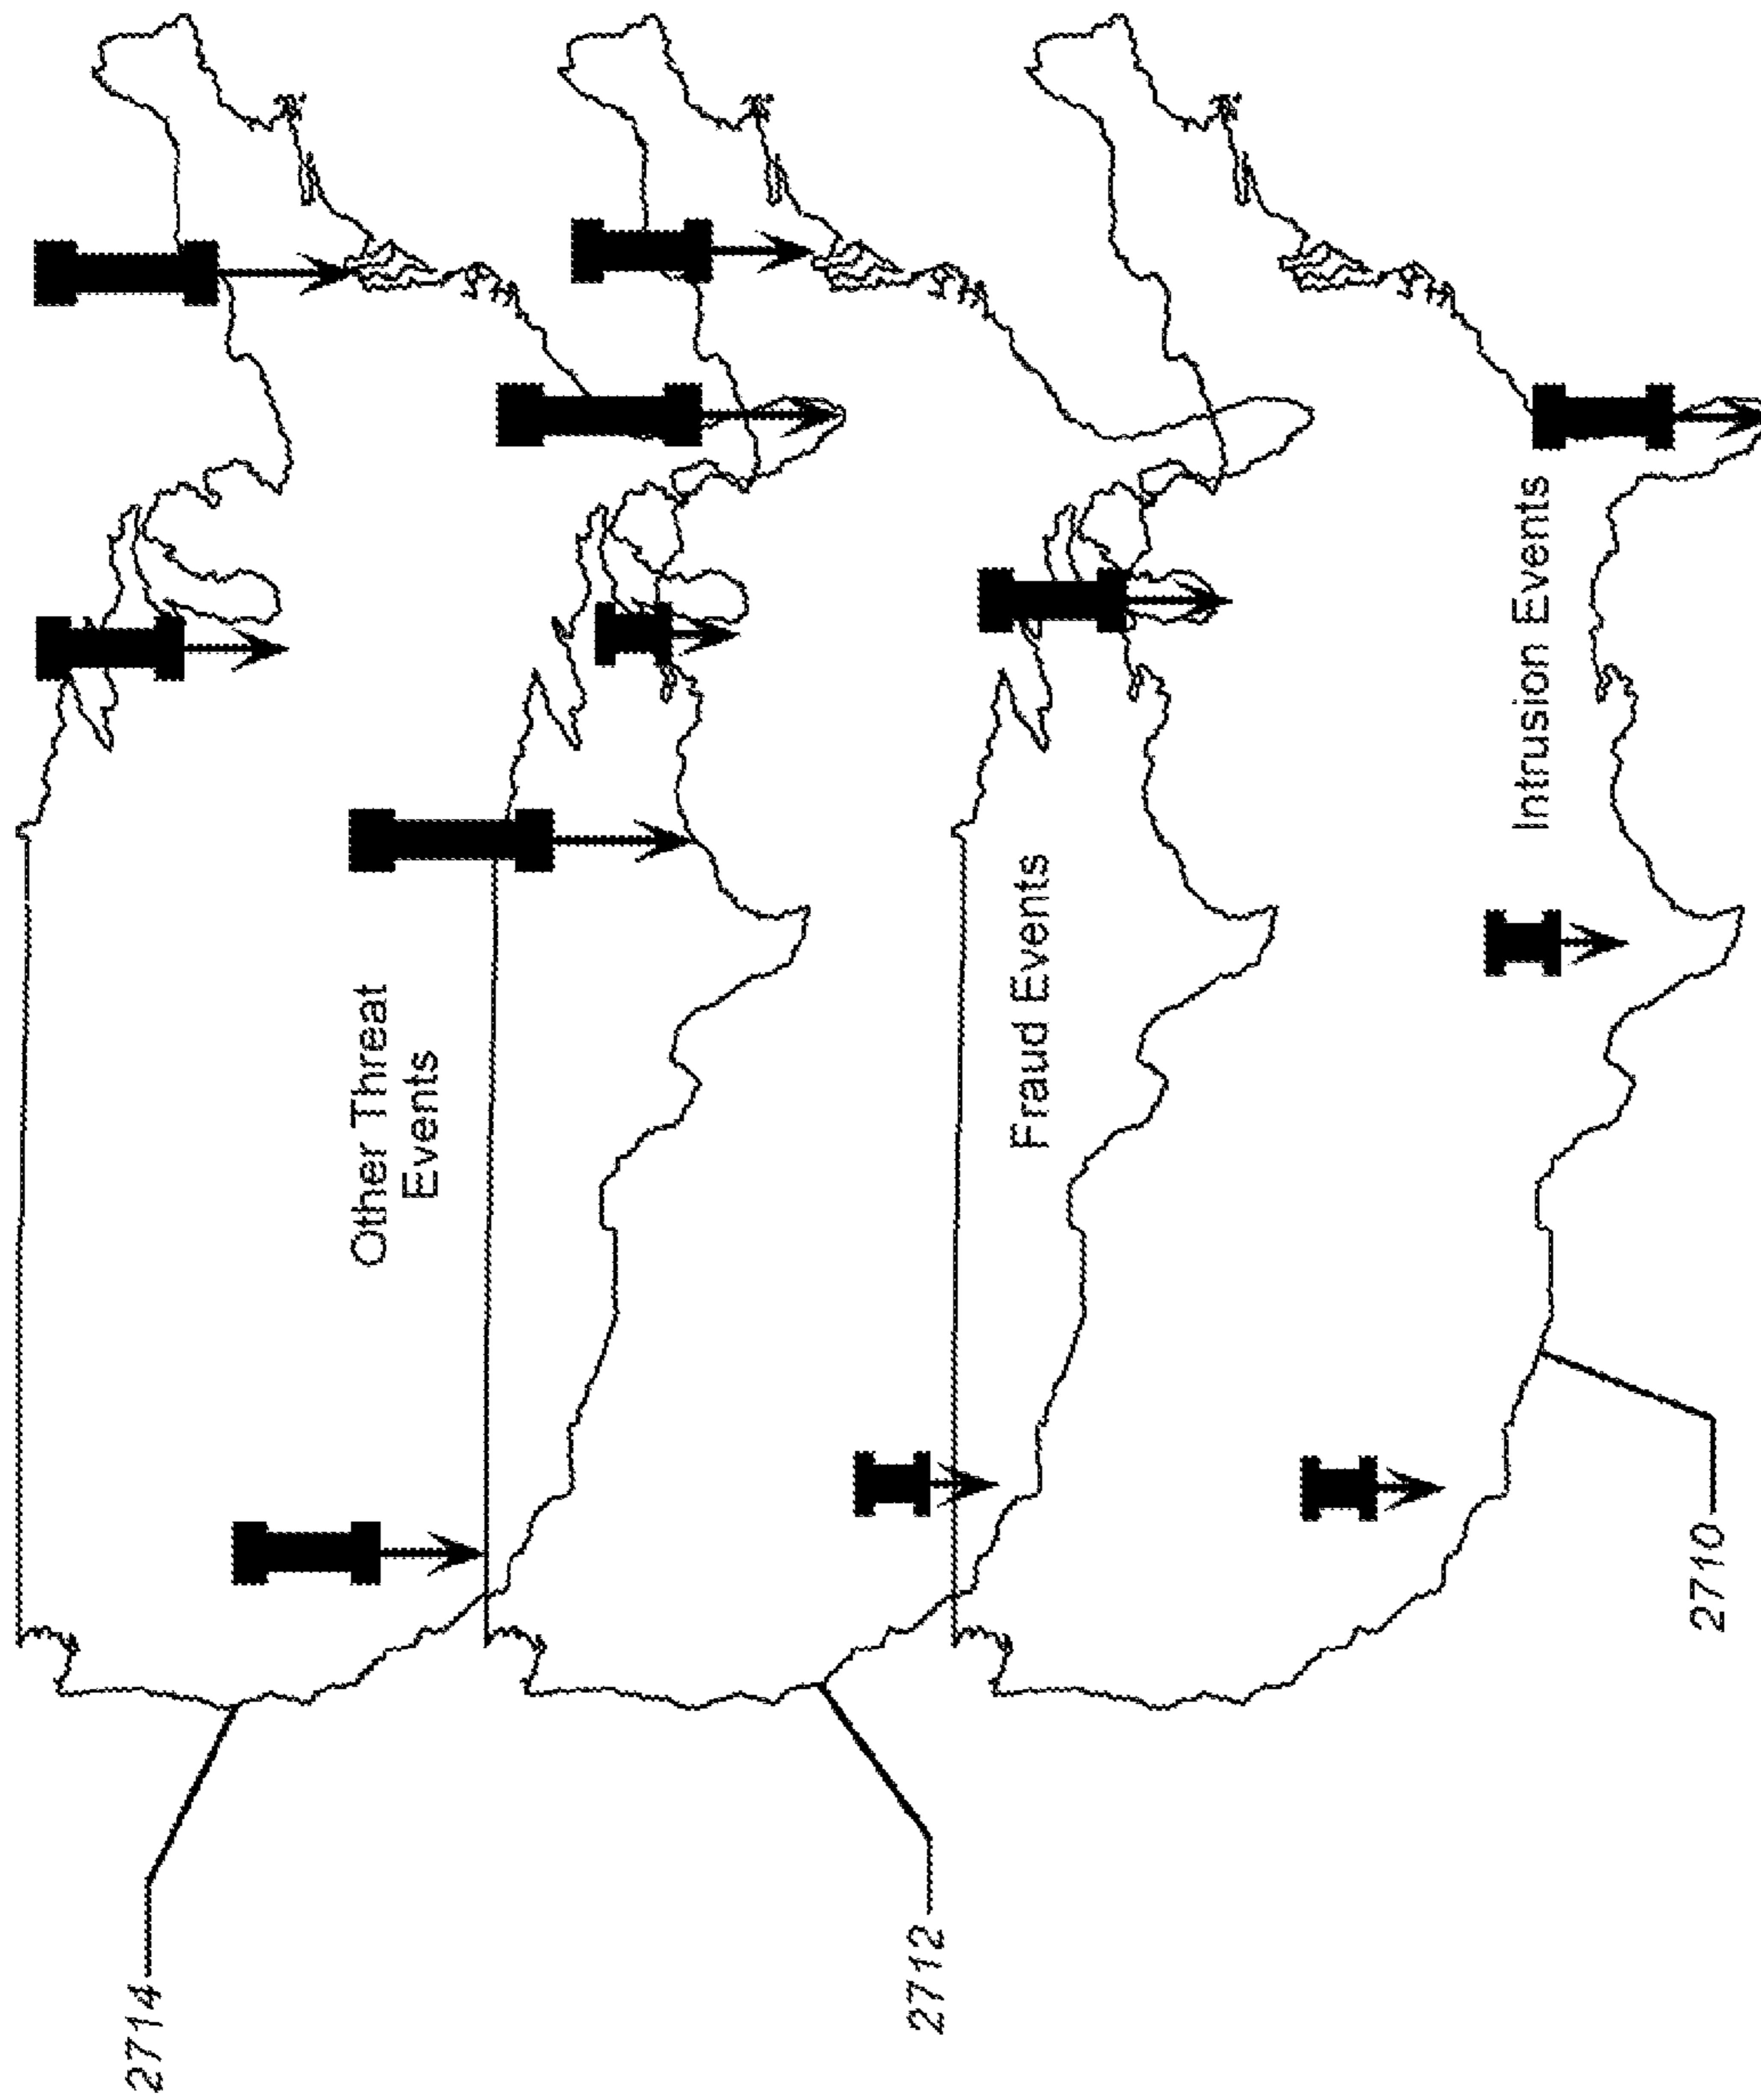 2714
Other Threat
Events
2712
Fraud Events
2710
Intrusion Events